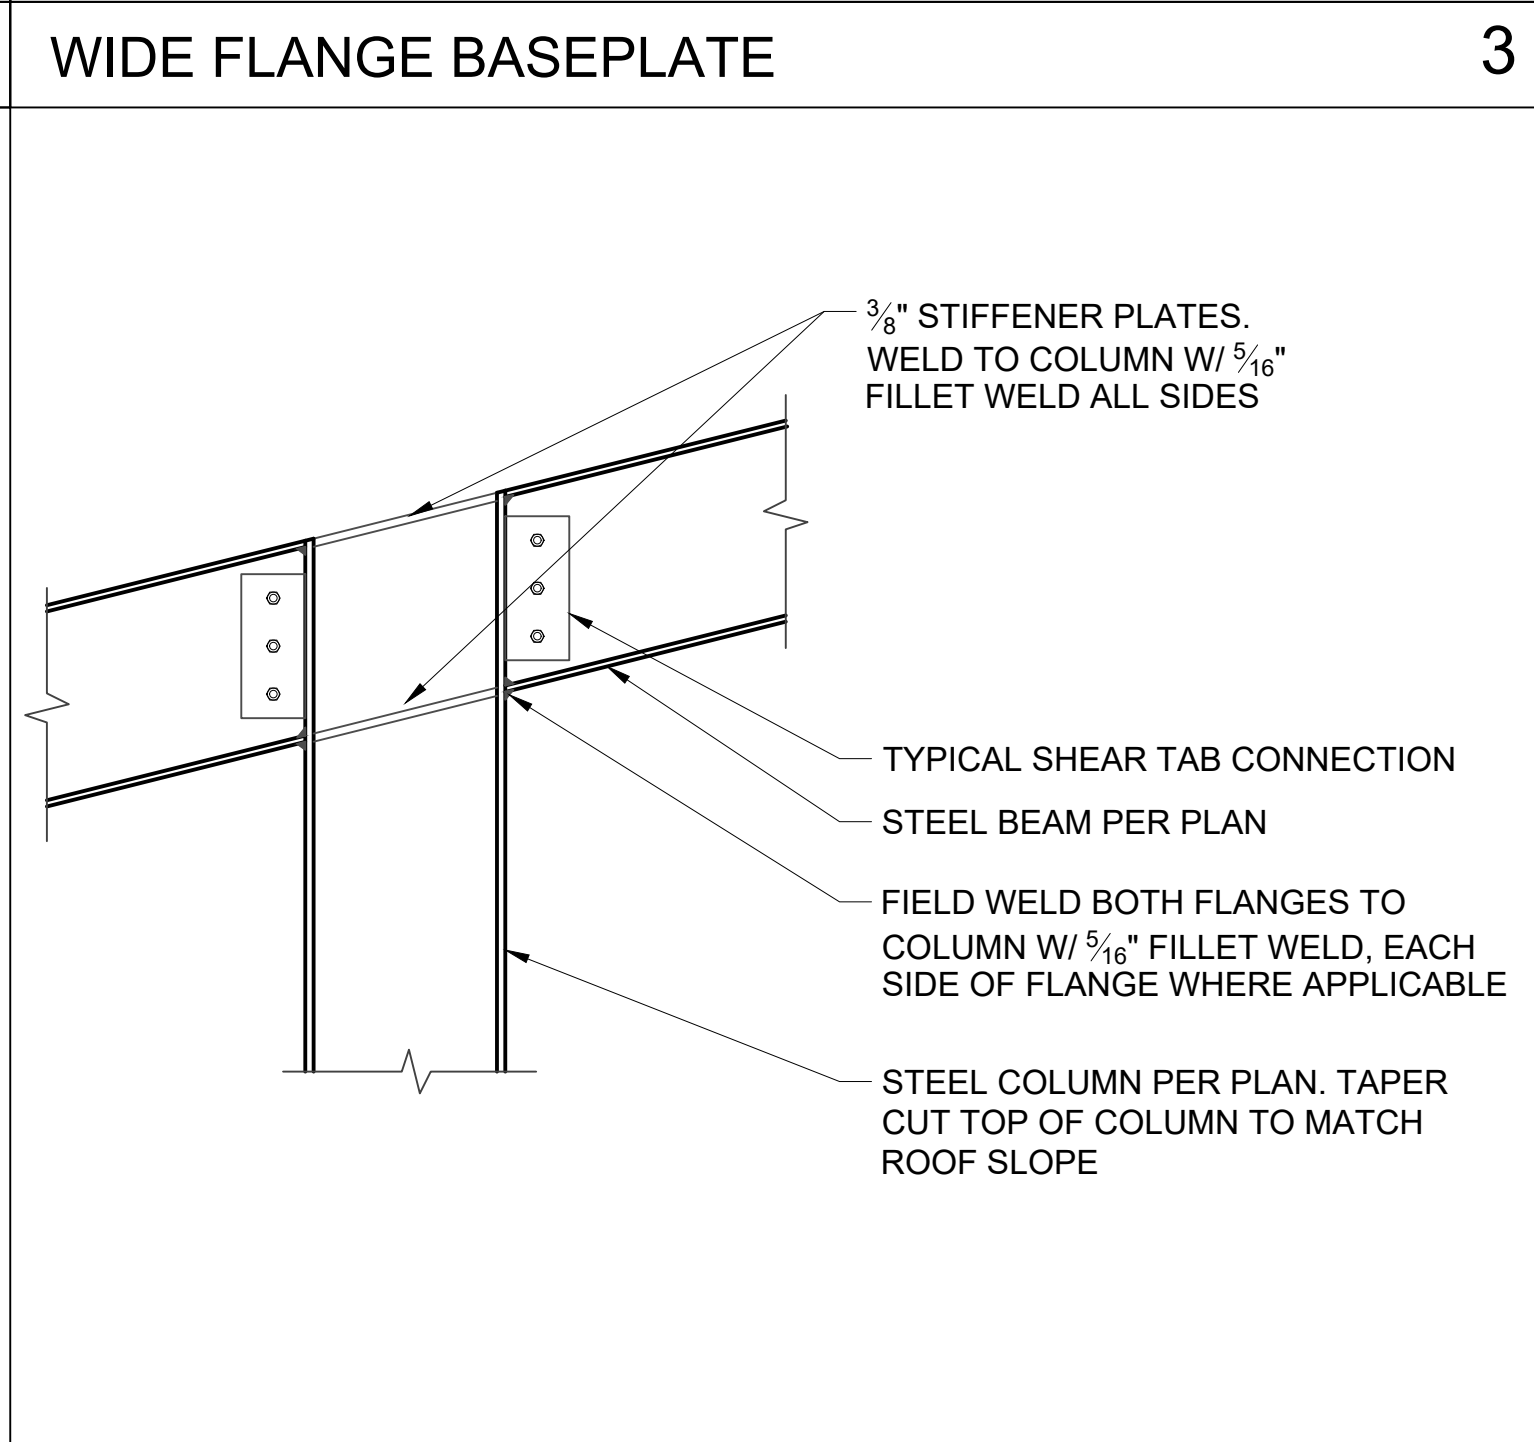 WIDE FLANGE BASEPLATE 3
3⁄8" STIFFENER PLATES.
WELD TO COLUMN W/ 5⁄16"
FILLET WELD ALL SIDES
TYPICAL SHEAR TAB CONNECTION
STEEL BEAM PER PLAN
FIELD WELD BOTH FLANGES TO
COLUMN W/ 5⁄16" FILLET WELD, EACH
SIDE OF FLANGE WHERE APPLICABLE
STEEL COLUMN PER PLAN. TAPER
CUT TOP OF COLUMN TO MATCH
ROOF SLOPE